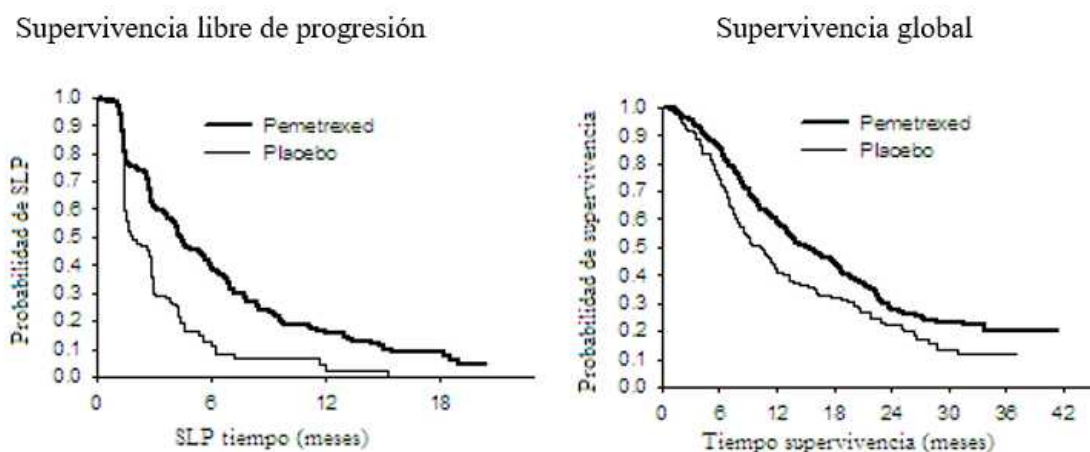 Supervivencia libre de progresión
Supervivencia global
1.0
0.9
0.8
0.7
0.6
0.5
0.4
0.3
0.2
0.1
0.0
Probabilidad de SLP
Pemetrexed
Placebo
0 6 12 18
SLP tiempo (meses)
1.0
0.9
0.8
0.7
0.6
0.5
0.4
0.3
0.2
0.1
0.0
Probabilidad de supervivencia
Pemetrexed
Placebo
0 6 12 18 24 30 36 42
Tiempo supervivencia (meses)